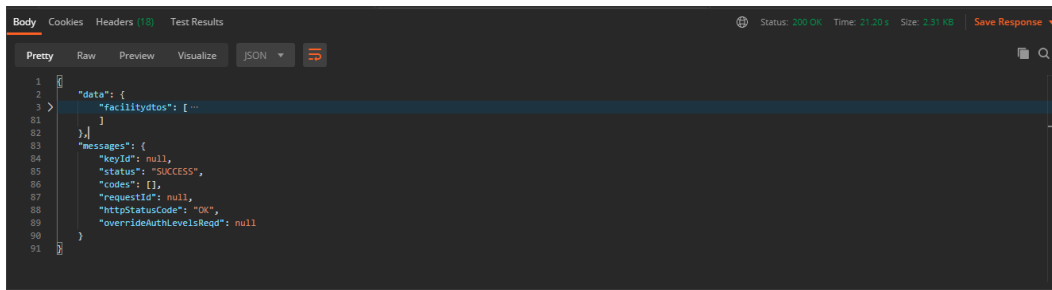 Body Cookies Headers (18) Test Results Status: 200 OK Time: 21.20 s Size: 2.31 KB Save Response
Pretty Raw Preview Visualize JSON
1 {
2 "data": {
3 "facilitydtos": [ ⋯
81 ]
82 },
83 "messages": {
84 "keyId": null,
85 "status": "SUCCESS",
86 "codes": [],
87 "requestId": null,
88 "httpStatusCode": "OK",
89 "overrideAuthLevelsReqd": null
90 }
91 }